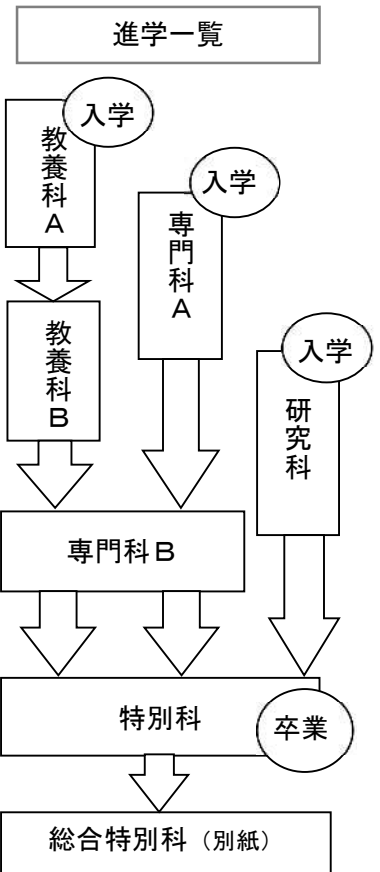 進学一覧
入学
教養科A
入学
専門科A
教養科B
入学
研究科
専門科B
特別科
卒業
総合特別科（別紙）